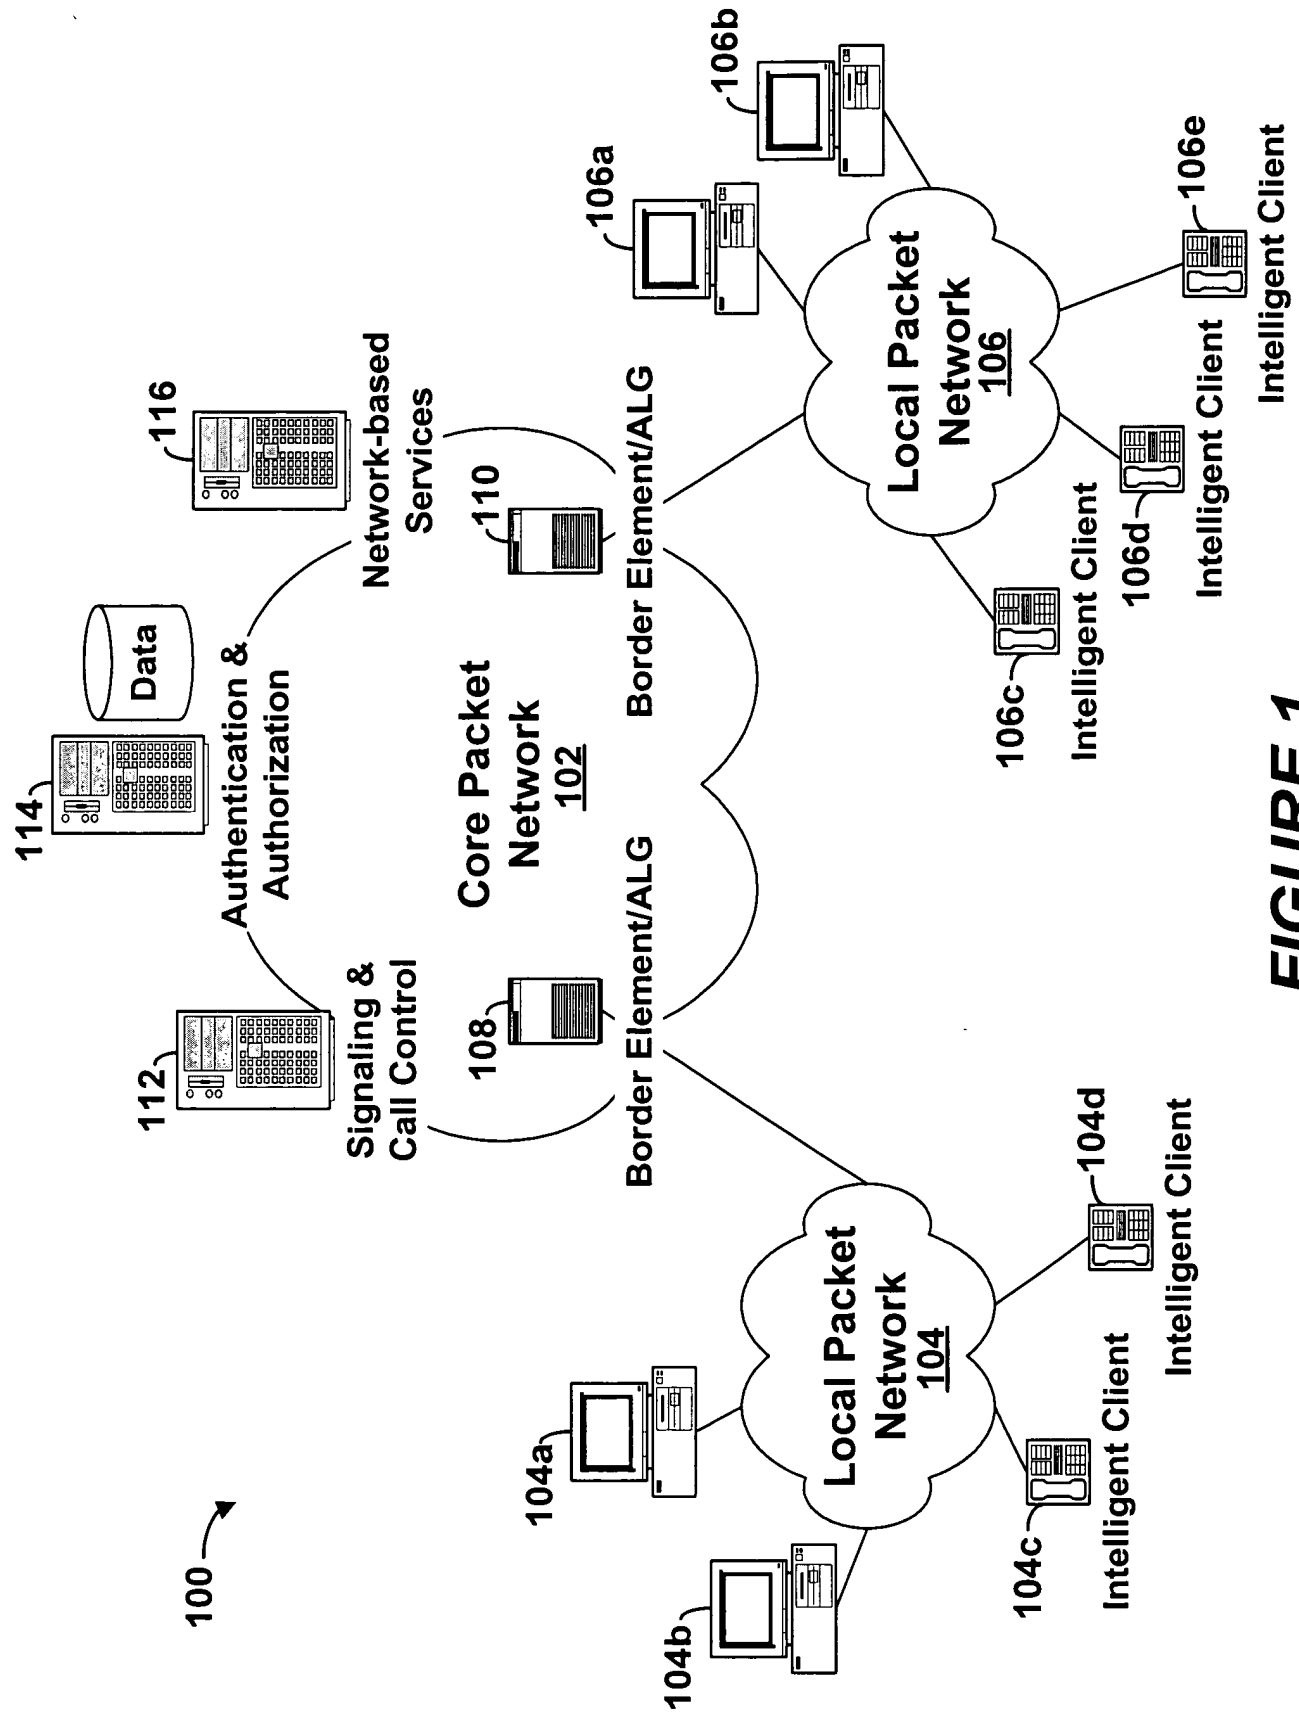 100
112
114
116
Data
Authentication &
Authorization
Signaling &
Call Control
Network-based
Services
Core Packet
Network
102
108
110
Border Element/ALG
Border Element/ALG
104a
104b
Local Packet
Network
104
104c
104d
Intelligent Client
Intelligent Client
106a
106b
Local Packet
Network
106
106c
106d
106e
Intelligent Client
Intelligent Client
Intelligent Client
FIGURE 1